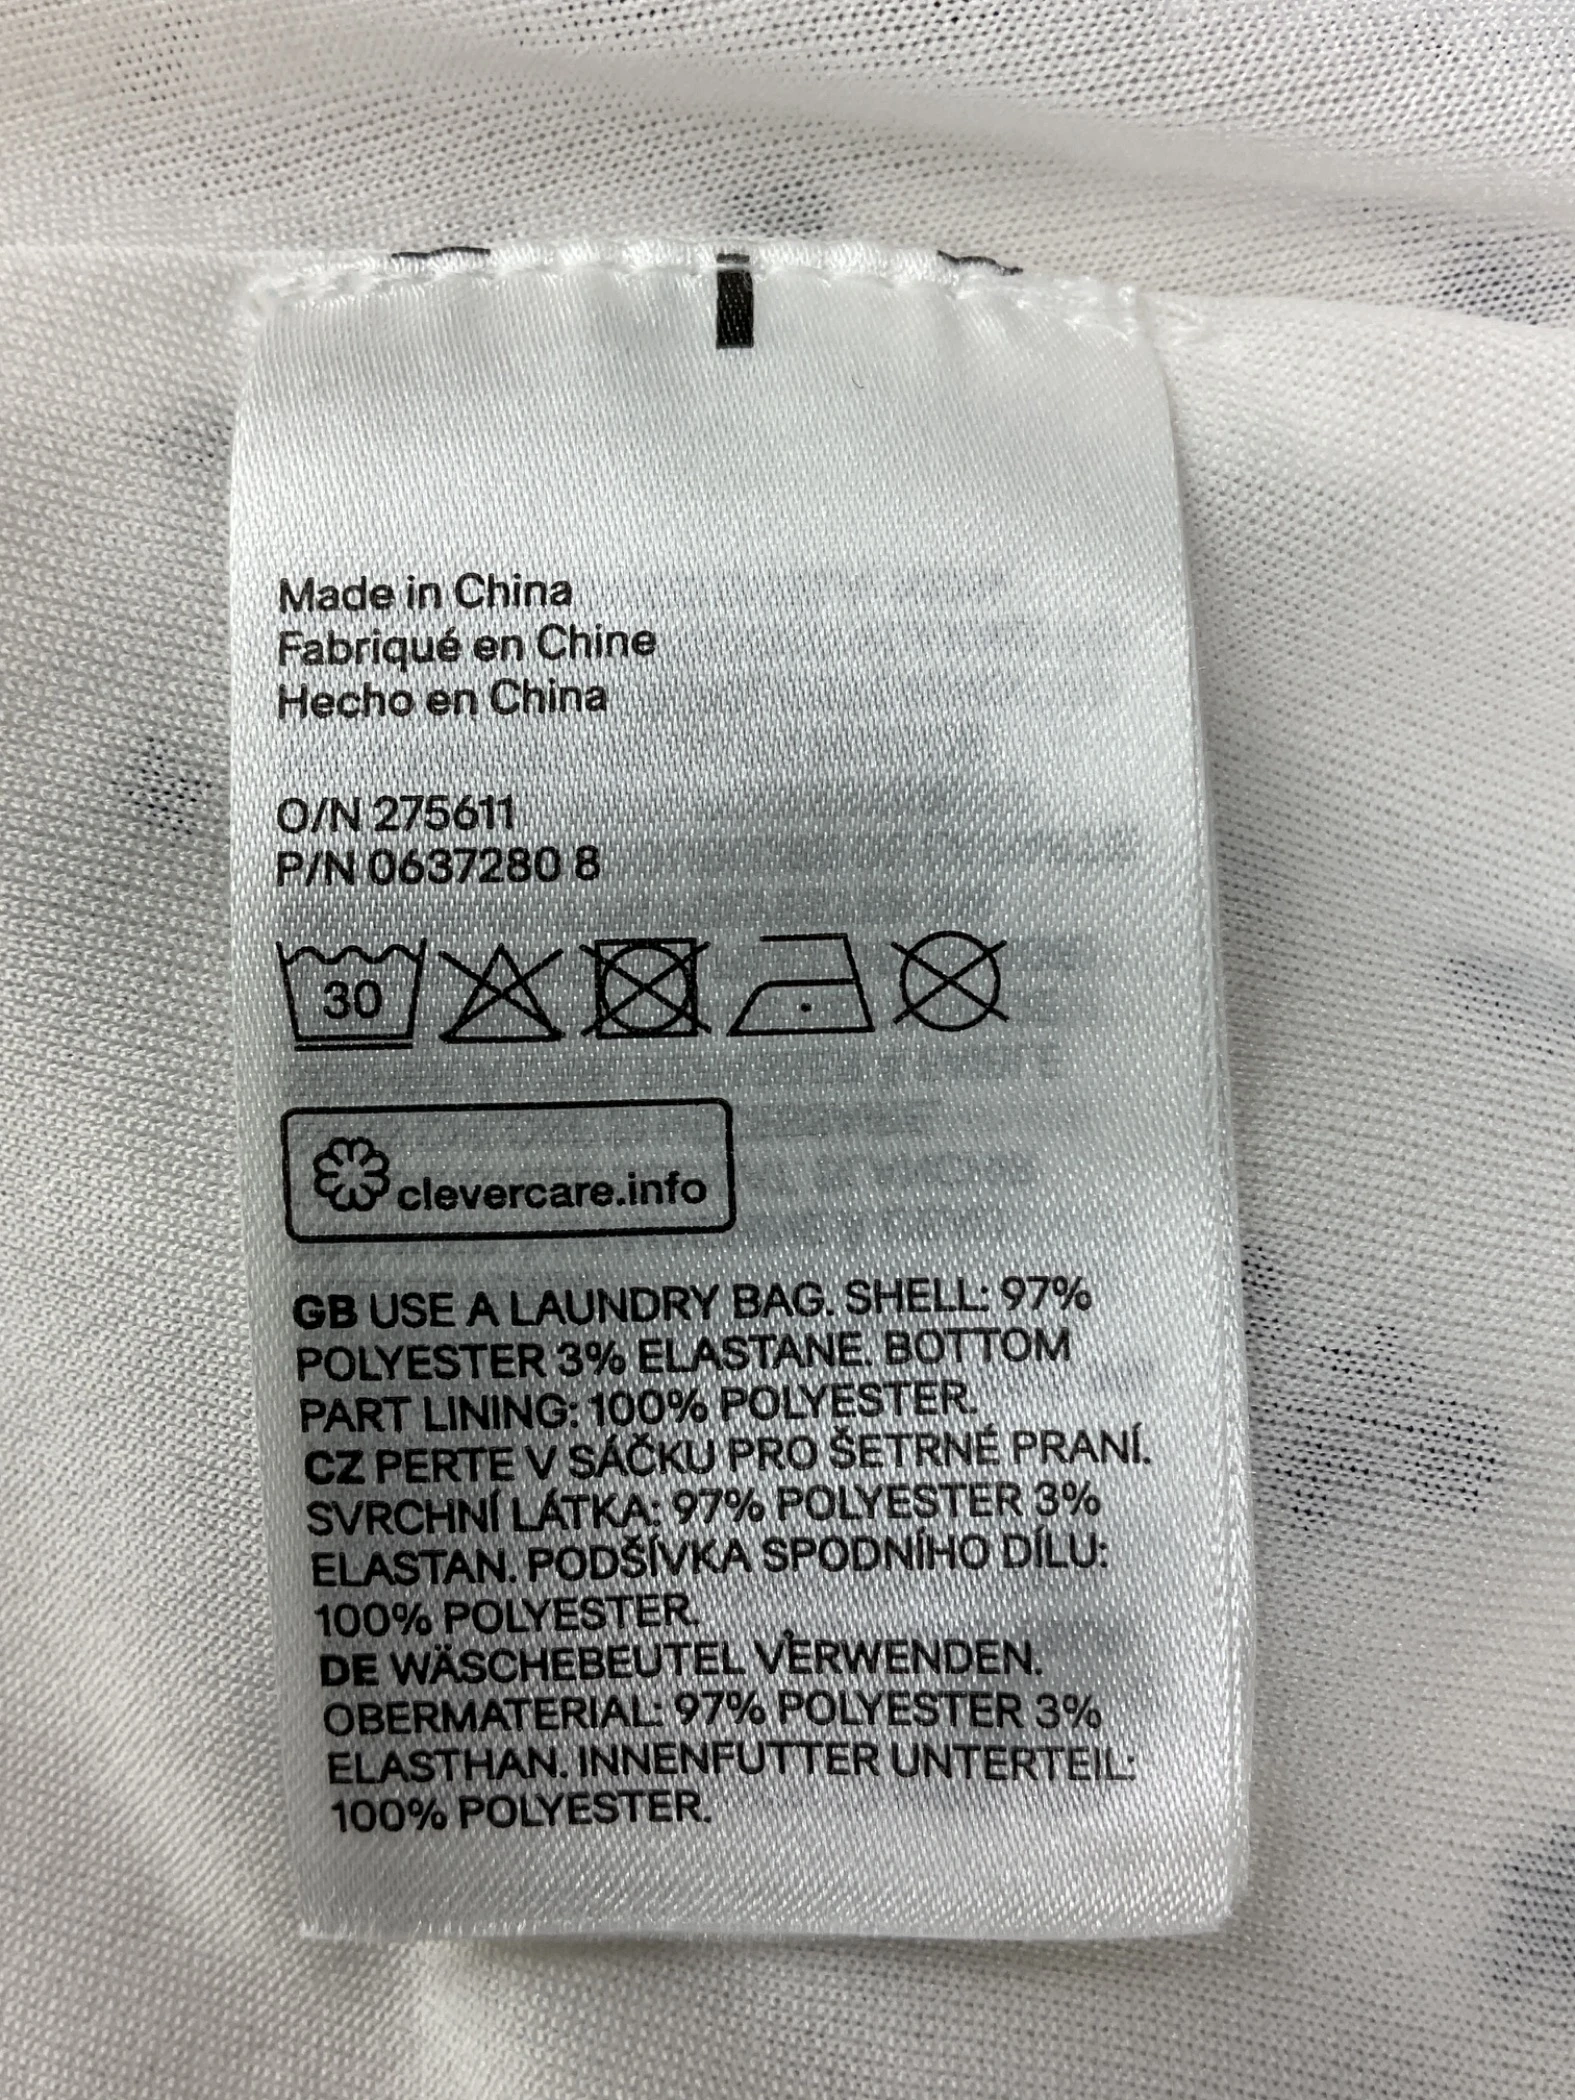 Made in China
Fabriqué en Chine
Hecho en China
O/N 275611
P/N 0637280 8
30
clevercare.info
GB USE A LAUNDRY BAG. SHELL: 97%
POLYESTER 3% ELASTANE. BOTTOM
PART LINING: 100% POLYESTER.
CZ PERTE V SÁČKU PRO ŠETRNÉ PRANÍ.
SVRCHNÍ LÁTKA: 97% POLYESTER 3%
ELASTAN. PODŠÍVKA SPODNÍHO DÍLU:
100% POLYESTER.
DE WÄSCHEBEUTEL VERWENDEN.
OBERMATERIAL: 97% POLYESTER 3%
ELASTHAN. INNENFUTTER UNTERTEIL:
100% POLYESTER.